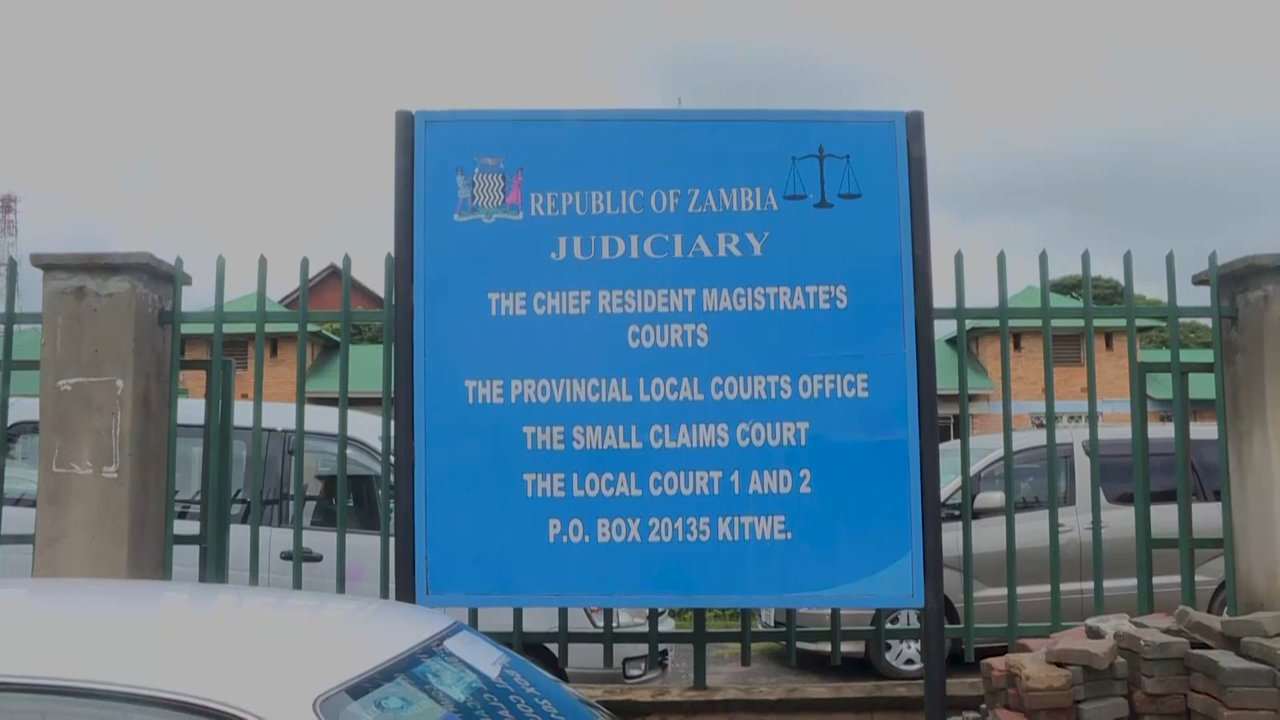 REPUBLIC OF ZAMBIA
JUDICIARY
THE CHIEF RESIDENT MAGISTRATE'S
COURTS
THE PROVINCIAL LOCAL COURTS OFFICE
THE SMALL CLAIMS COURT
THE LOCAL COURT 1 AND 2
P.O. BOX 20135 KITWE.